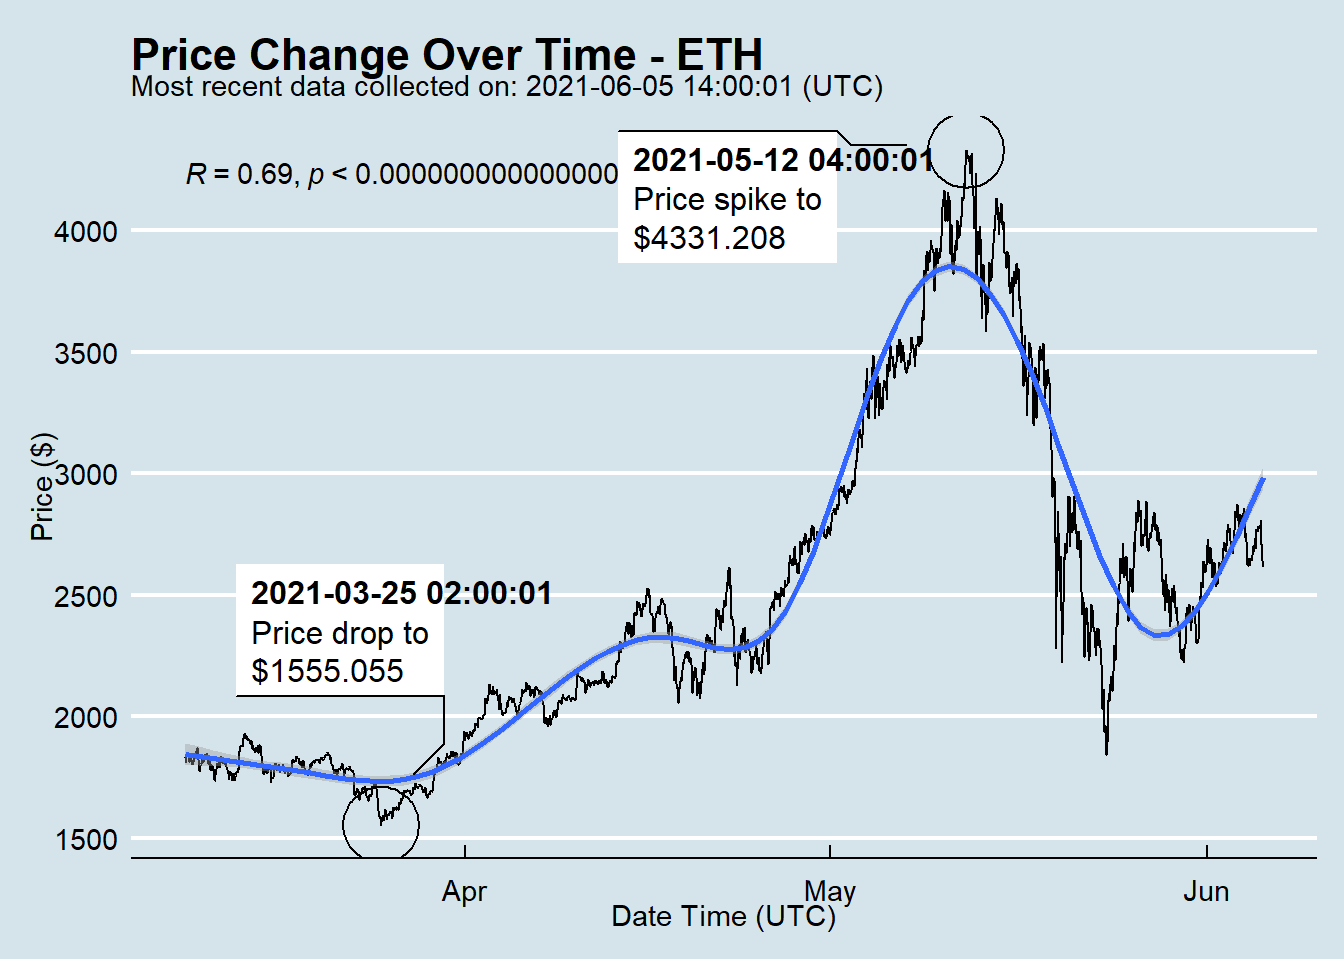 Price Change Over Time - ETH
Most recent data collected on: 2021-06-05 14:00:01 (UTC)
R = 0.69, p < 0.000000000000000
2021-05-12 04:00:01
Price spike to
$4331.208
4000
3500
3000
2500
2000
1500
Price ($)
2021-03-25 02:00:01
Price drop to
$1555.055
Apr
May
Jun
Date Time (UTC)